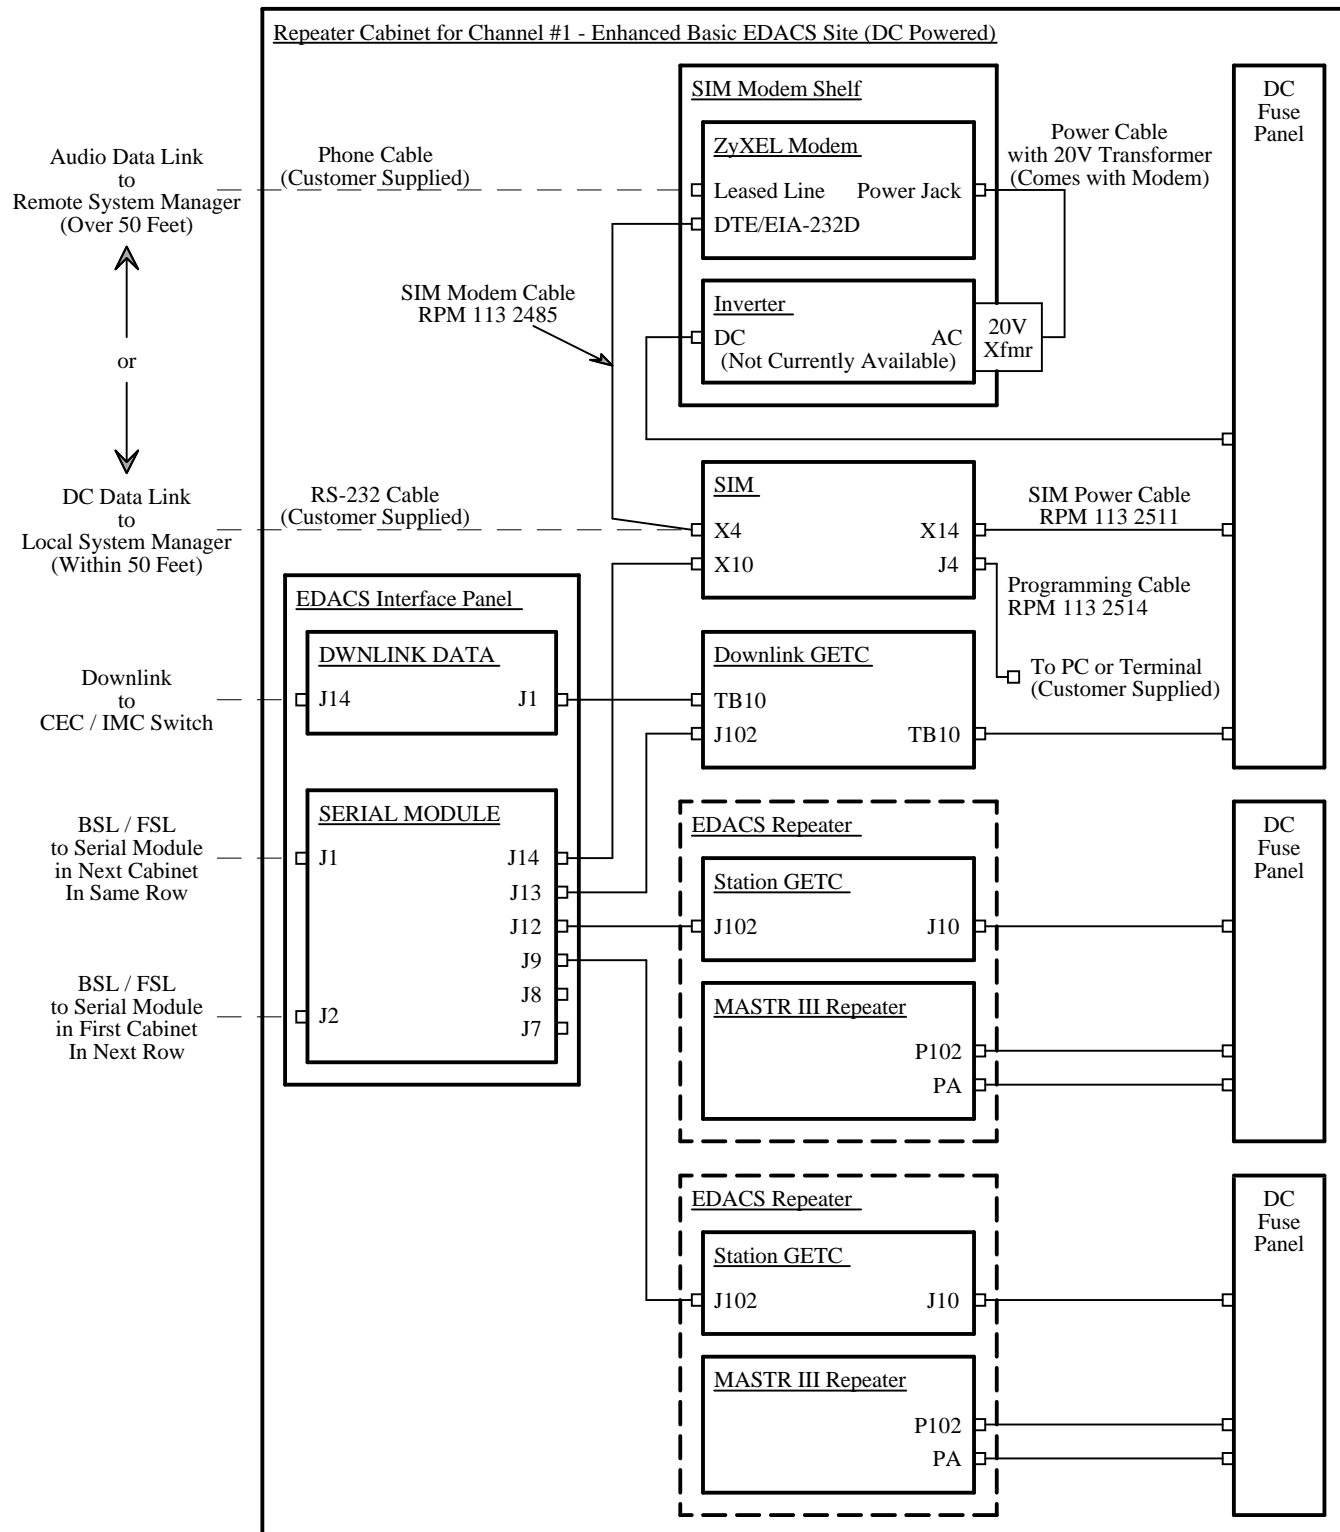 Repeater Cabinet for Channel #1 - Enhanced Basic EDACS Site (DC Powered)
SIM Modem Shelf
ZyXEL Modem
Leased Line
Power Jack
DTE/EIA-232D
Inverter
DC
AC
(Not Currently Available)
20V
Xfmr
Power Cable
with 20V Transformer
(Comes with Modem)
DC
Fuse
Panel
Audio Data Link
to
Remote System Manager
(Over 50 Feet)
Phone Cable
(Customer Supplied)
SIM Modem Cable
RPM 113 2485
or
DC Data Link
to
Local System Manager
(Within 50 Feet)
RS-232 Cable
(Customer Supplied)
SIM
X4
X14
X10
J4
SIM Power Cable
RPM 113 2511
Programming Cable
RPM 113 2514
To PC or Terminal
(Customer Supplied)
EDACS Interface Panel
DWNLINK DATA
J14
J1
Downlink
to
CEC / IMC Switch
Downlink GETC
TB10
J102
TB10
SERIAL MODULE
J1
J14
J13
J12
J9
J8
J2
J7
BSL / FSL
to Serial Module
in Next Cabinet
In Same Row
BSL / FSL
to Serial Module
in First Cabinet
In Next Row
EDACS Repeater
Station GETC
J102
J10
MASTR III Repeater
P102
PA
DC
Fuse
Panel
EDACS Repeater
Station GETC
J102
J10
MASTR III Repeater
P102
PA
DC
Fuse
Panel